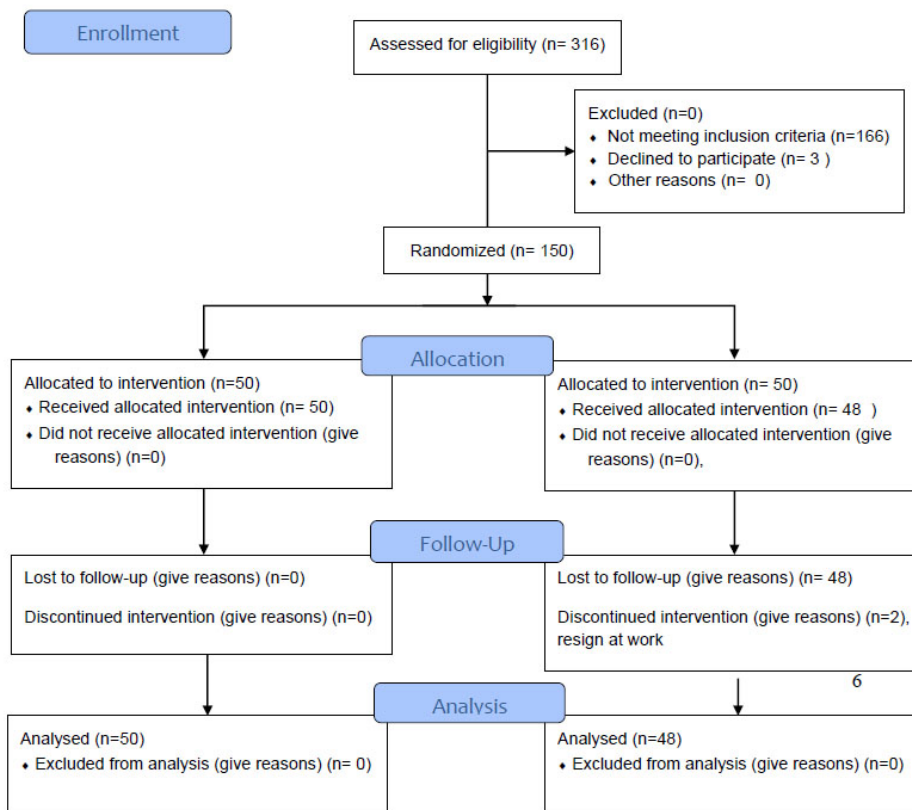 Enrollment
Assessed for eligibility (n= 316)
Excluded (n=0)
⬧ Not meeting inclusion criteria (n=166)
⬧ Declined to participate (n= 3 )
⬧ Other reasons (n= 0)
Randomized (n= 150)
Allocation
Allocated to intervention (n=50)
⬧ Received allocated intervention (n= 50)
⬧ Did not receive allocated intervention (give
reasons) (n=0)
Allocated to intervention (n= 50)
⬧ Received allocated intervention (n= 48 )
⬧ Did not receive allocated intervention (give
reasons) (n=0),
Follow-Up
Lost to follow-up (give reasons) (n=0)
Discontinued intervention (give reasons) (n=0)
Lost to follow-up (give reasons) (n= 48)
Discontinued intervention (give reasons) (n=2),
resign at work
6
Analysis
Analysed (n=50)
⬧ Excluded from analysis (give reasons) (n= 0)
Analysed (n=48)
⬧ Excluded from analysis (give reasons) (n=0)